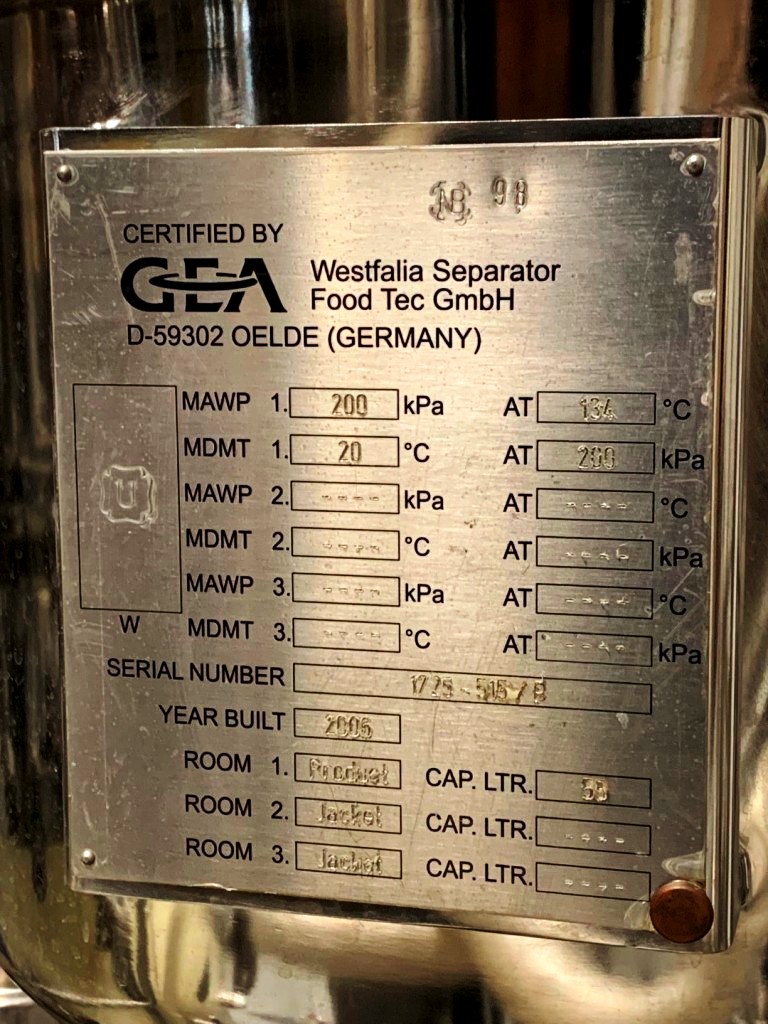 NB 98
CERTIFIED BY
GEA Westfalia Separator
Food Tec GmbH
D-59302 OELDE (GERMANY)
MAWP 1. 200 kPa AT 134 °C
MDMT 1. 20 °C AT 200 kPa
U
MAWP 2. ---- kPa AT ---- °C
MDMT 2. ---- °C AT ---- kPa
MAWP 3. ---- kPa AT ---- °C
W MDMT 3. ---- °C AT ---- kPa
SERIAL NUMBER
YEAR BUILT
ROOM 1. Product CAP. LTR.
ROOM 2. Jacket CAP. LTR. ----
ROOM 3. Jacket CAP. LTR. ----